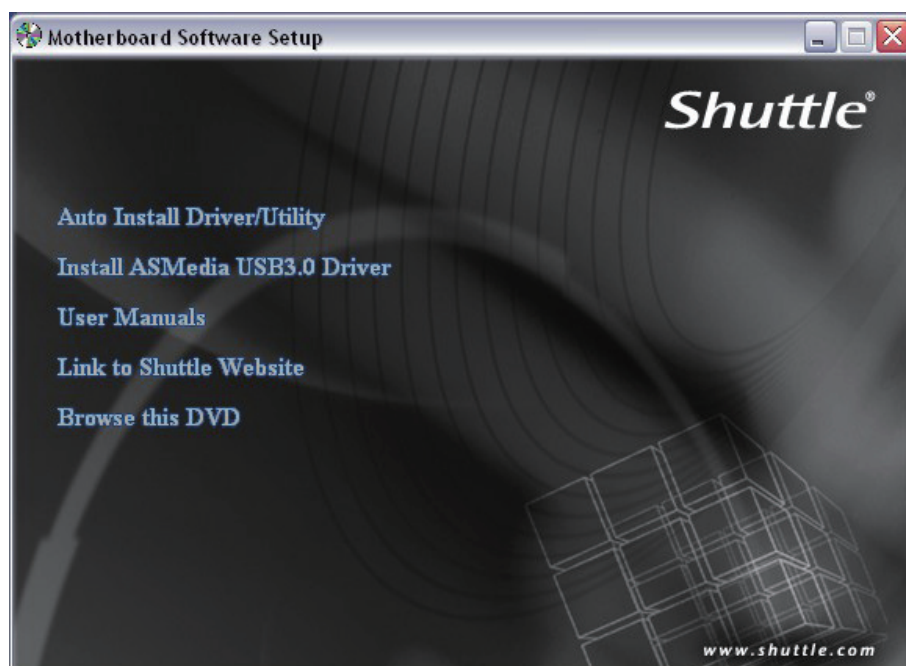 Motherboard Software Setup
Shuttle®
Auto Install Driver/Utility
Install ASMedia USB3.0 Driver
User Manuals
Link to Shuttle Website
Browse this DVD
www.shuttle.com